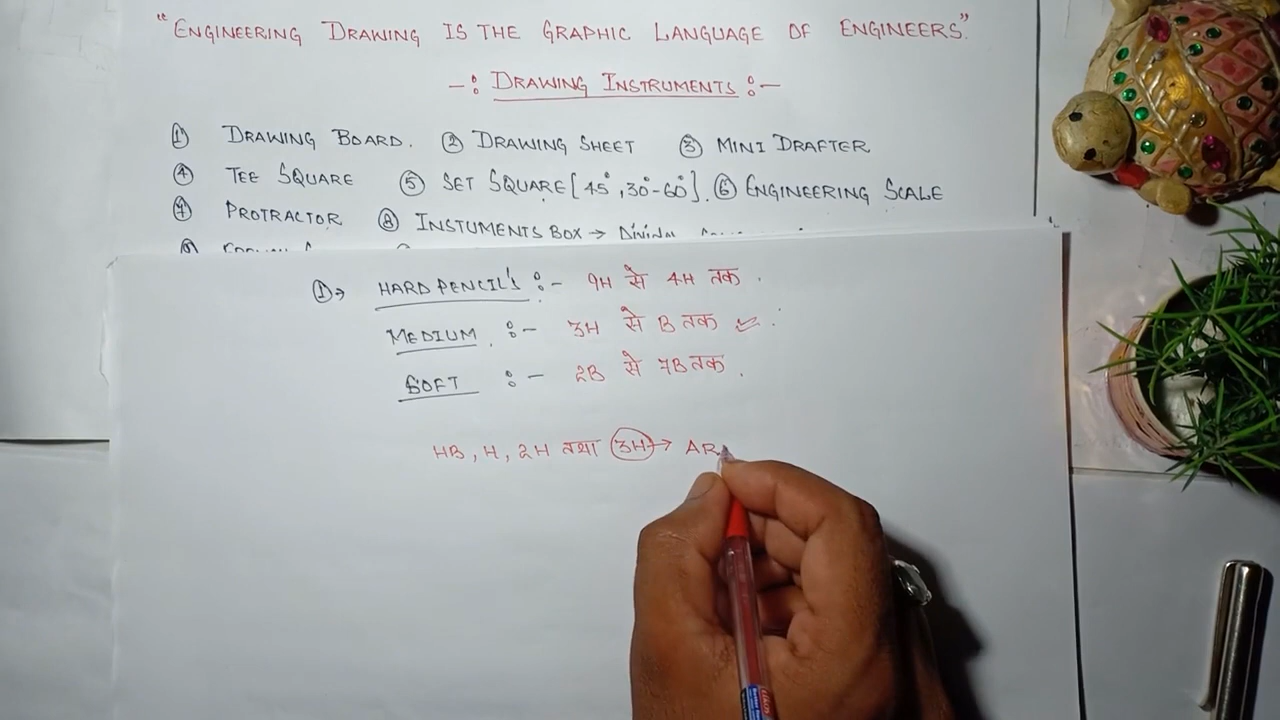 "ENGINEERING DRAWING IS THE GRAPHIC LANGUAGE OF ENGINEERS."
-: DRAWING INSTRUMENTS :-
① DRAWING BOARD. ② DRAWING SHEET ③ MINI DRAFTER
④ TEE SQUARE ⑤ SET SQUARE [45°, 30°-60°]. ⑥ ENGINEERING SCALE
⑦ PROTRACTOR ⑧ INSTUMENTS BOX →
①→ HARD PENCIL'S :- 9H से 4H तक.
MEDIUM :- 3H से B तक ✓
SOFT :- 2B से 7B तक.
HB, H, 2H तथा 3H → AR